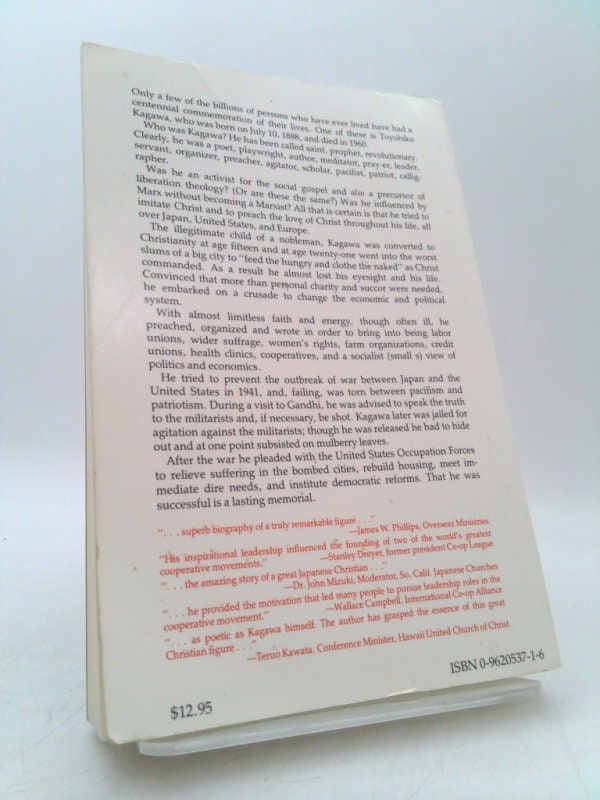 Only a few of the billions of persons who have ever lived have had a
centennial commemoration of their lives. One of these is Toyohiko
Kagawa, who was born on July 10, 1888, and died in 1960.
Who was Kagawa? He has been called saint, prophet, revolutionary.
Clearly, he was a poet, playwright, author, meditator, pray-er, leader,
servant, organizer, preacher, agitator, scholar, pacifist, patriot, callig-
rapher.
Was he an activist for the social gospel and also a precursor of
liberation theology? (Or are these the same?) Was he influenced by
Marx without becoming a Marxist? All that is certain is that he tried to
imitate Christ and to preach the love of Christ throughout his life, all
over Japan, United States, and Europe.
The illegitimate child of a nobleman, Kagawa was converted to
Christianity at age fifteen and at age twenty-one went into the worst
slums of a big city to "feed the hungry and clothe the naked" as Christ
commanded. As a result he almost lost his eyesight and his life.
Convinced that more than personal charity and succor were needed,
he embarked on a crusade to change the economic and political
system.
With almost limitless faith and energy, though often ill, he
preached, organized and wrote in order to bring into being labor
unions, wider suffrage, women's rights, farm organizations, credit
unions, health clinics, cooperatives, and a socialist (small s) view of
politics and economics.
He tried to prevent the outbreak of war between Japan and the
United States in 1941, and, failing, was torn between pacifism and
patriotism. During a visit to Gandhi, he was advised to speak the truth
to the militarists and, if necessary, be shot. Kagawa later was jailed for
agitation against the militarists; though he was released he had to hide
out and at one point subsisted on mulberry leaves.
After the war he pleaded with the United States Occupation Forces
to relieve suffering in the bombed cities, rebuild housing, meet im-
mediate dire needs, and institute democratic reforms. That he was
successful is a lasting memorial.
". . . superb biography of a truly remarkable figure . . ."
—James W. Phillips, Overseas Ministries
"His inspirational leadership influenced the founding of two of the world's greatest
cooperative movements."
—Stanley Dreyer, former president Co-op League
". . . the amazing story of a great Japanese Christian . . ."
—Dr. John Mizuki, Moderator, So. Calif. Japanese Churches
". . . he provided the motivation that led many people to pursue leadership roles in the
cooperative movement."
—Wallace Campbell, International Co-op Alliance
". . . as poetic as Kagawa himself. The author has grasped the essence of this great
Christian figure . . ."
—Teruo Kawata, Conference Minister, Hawaii United Church of Christ
$12.95
ISBN 0-9620537-1-6